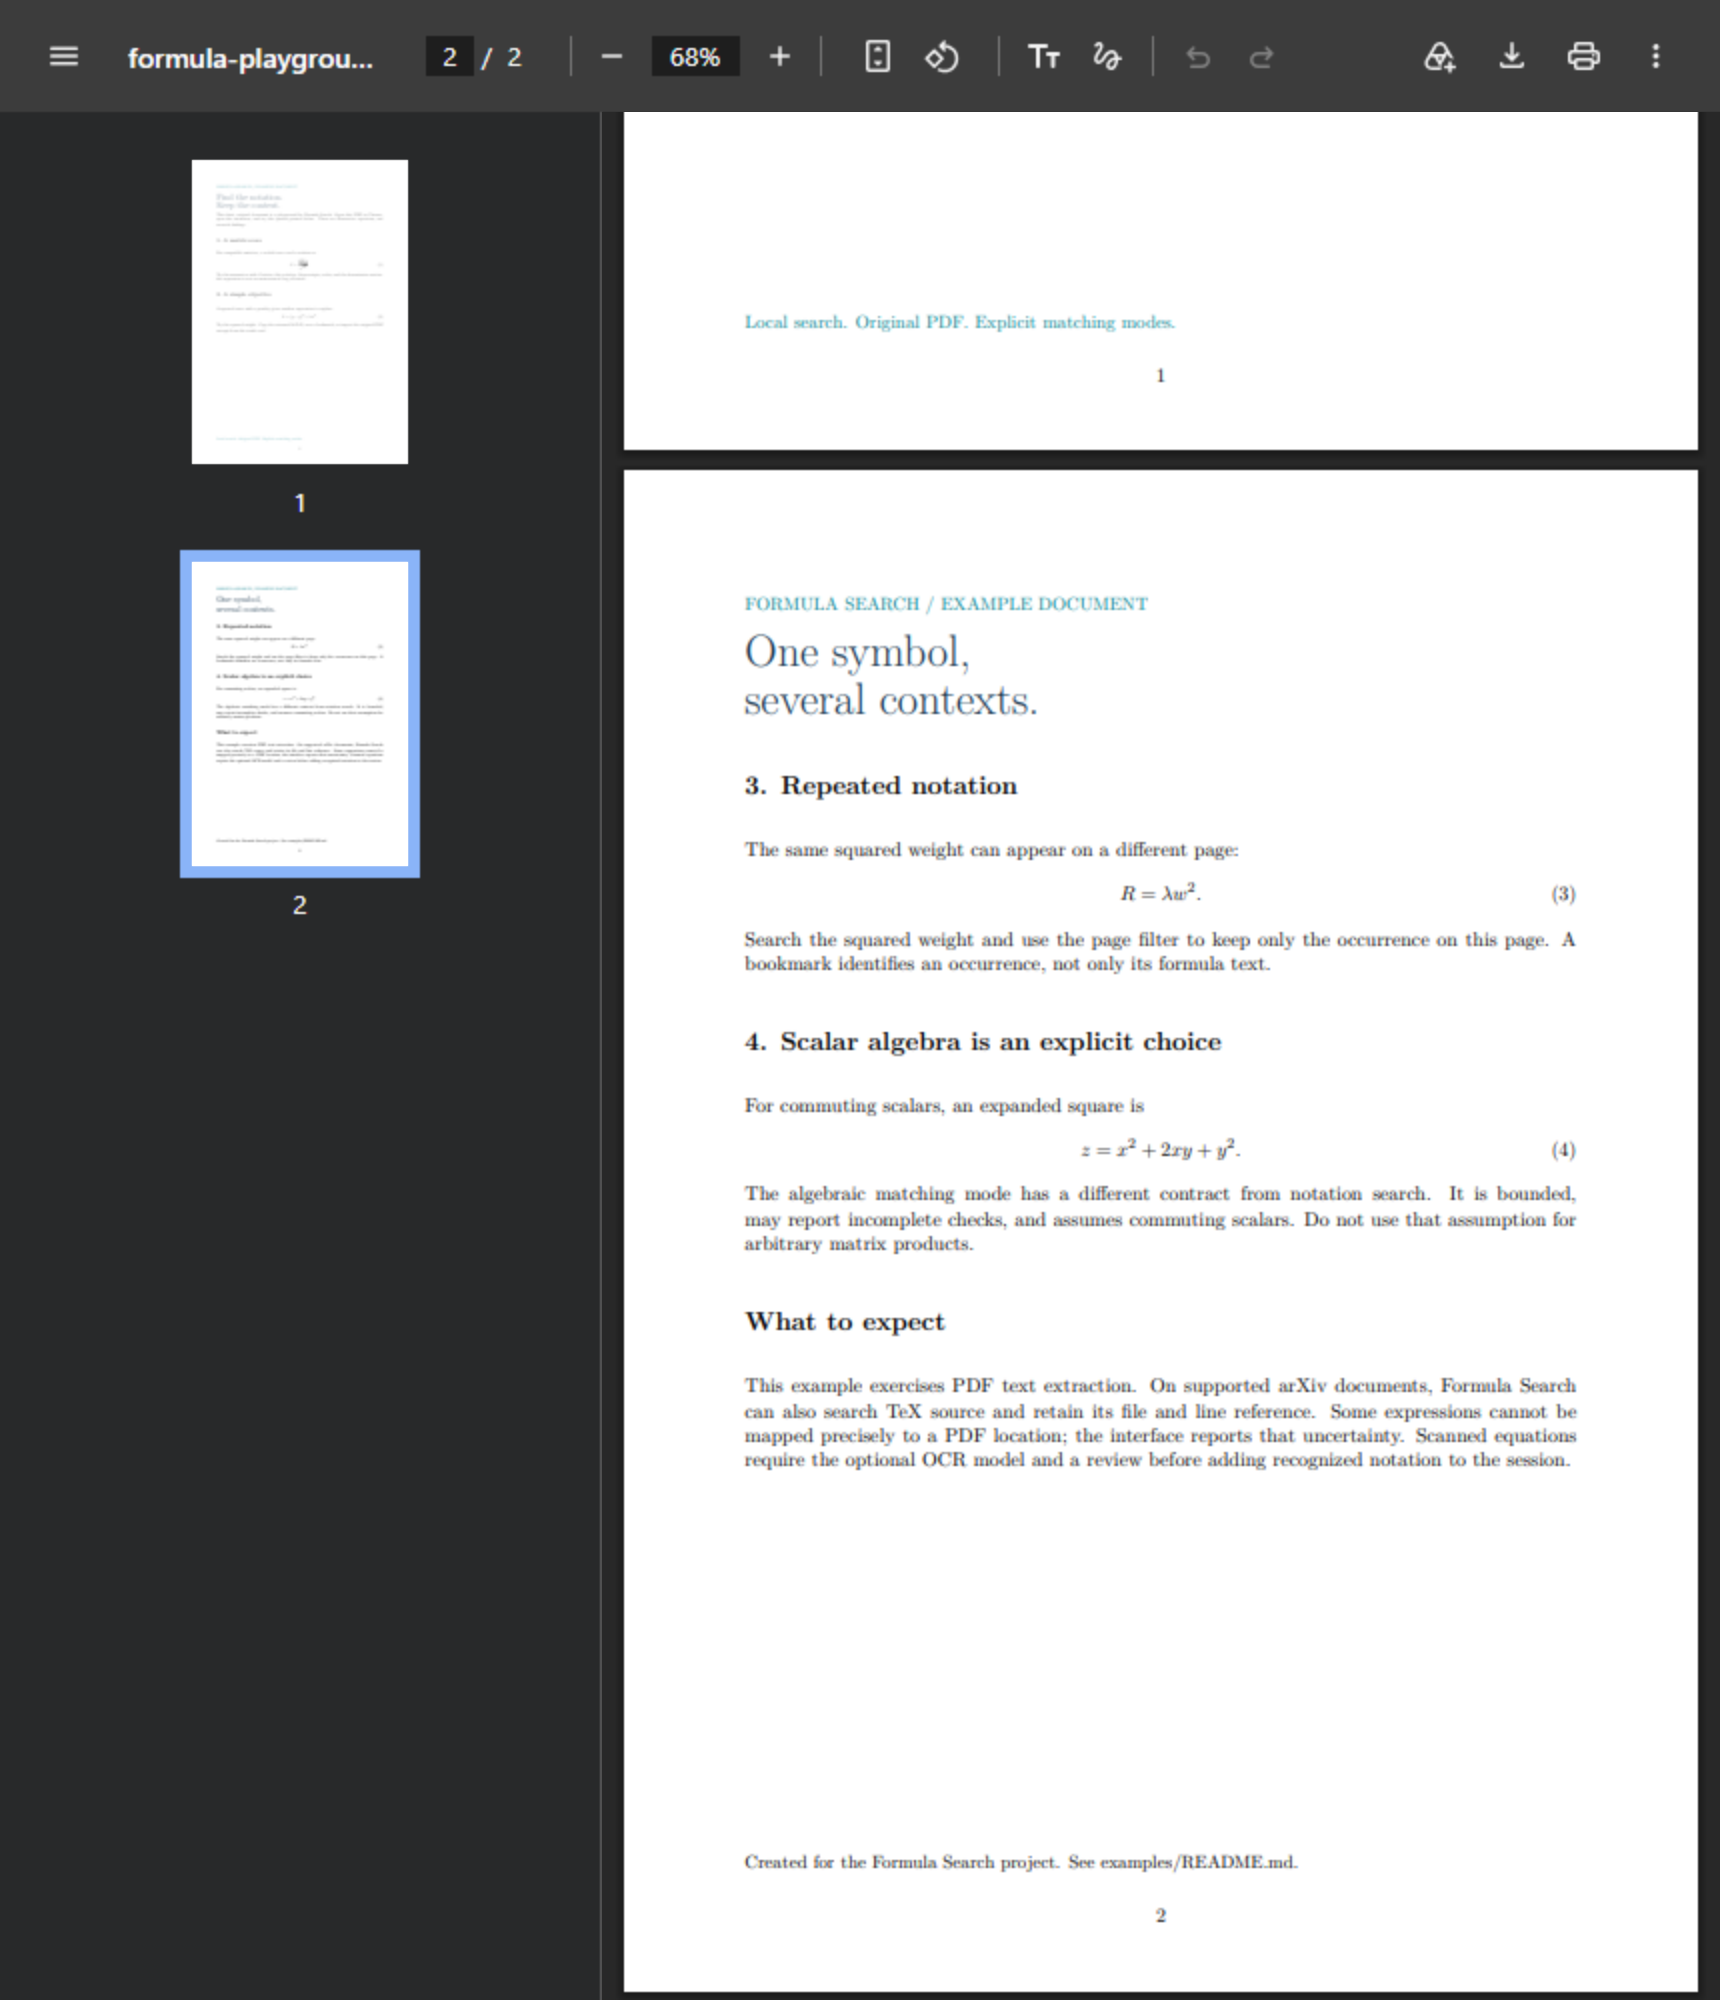 formula-playgrou...
2 / 2
68%
1
2
Local search. Original PDF. Explicit matching modes.
1
FORMULA SEARCH / EXAMPLE DOCUMENT
One symbol,
several contexts.
3. Repeated notation
The same squared weight can appear on a different page:
R = λw². (3)
Search the squared weight and use the page filter to keep only the occurrence on this page. A
bookmark identifies an occurrence, not only its formula text.
4. Scalar algebra is an explicit choice
For commuting scalars, an expanded square is
z = x² + 2xy + y². (4)
The algebraic matching mode has a different contract from notation search. It is bounded,
may report incomplete checks, and assumes commuting scalars. Do not use that assumption for
arbitrary matrix products.
What to expect
This example exercises PDF text extraction. On supported arXiv documents, Formula Search
can also search TeX source and retain its file and line reference. Some expressions cannot be
mapped precisely to a PDF location; the interface reports that uncertainty. Scanned equations
require the optional OCR model and a review before adding recognized notation to the session.
Created for the Formula Search project. See examples/README.md.
2